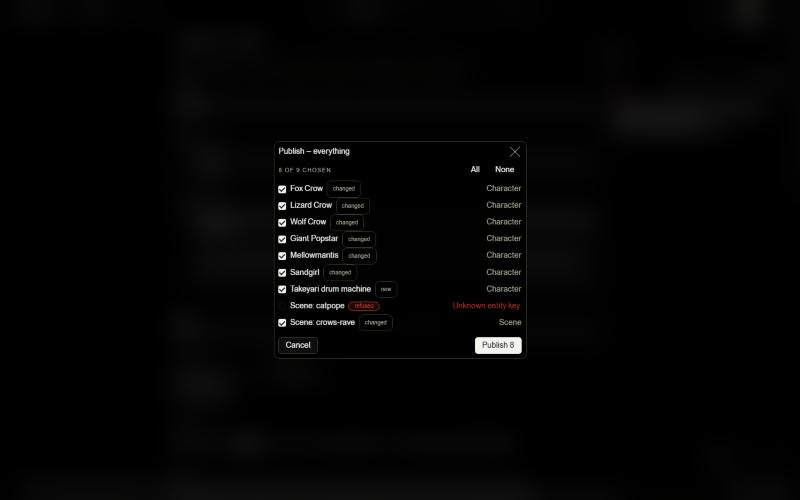 Publish – everything
8 OF 9 CHOSEN All None
Fox Crow changed Character
Lizard Crow changed Character
Wolf Crow changed Character
Giant Popstar changed Character
Mellowmantis changed Character
Sandgirl changed Character
Takeyari drum machine new Character
Scene: catpope refused Unknown entity key.
Scene: crows-rave changed Scene
Cancel Publish 8